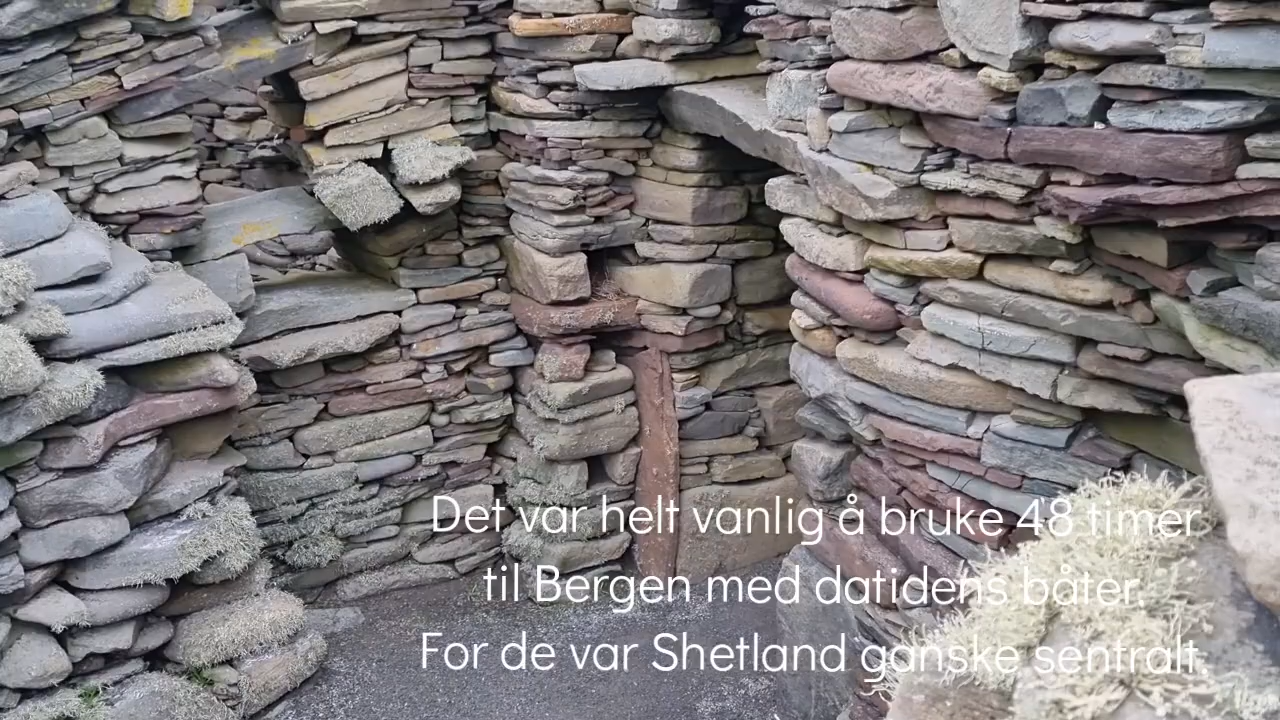 Det var helt vanlig å bruke 48 timer
til Bergen med datidens båter.
For de var Shetland ganske sentralt.